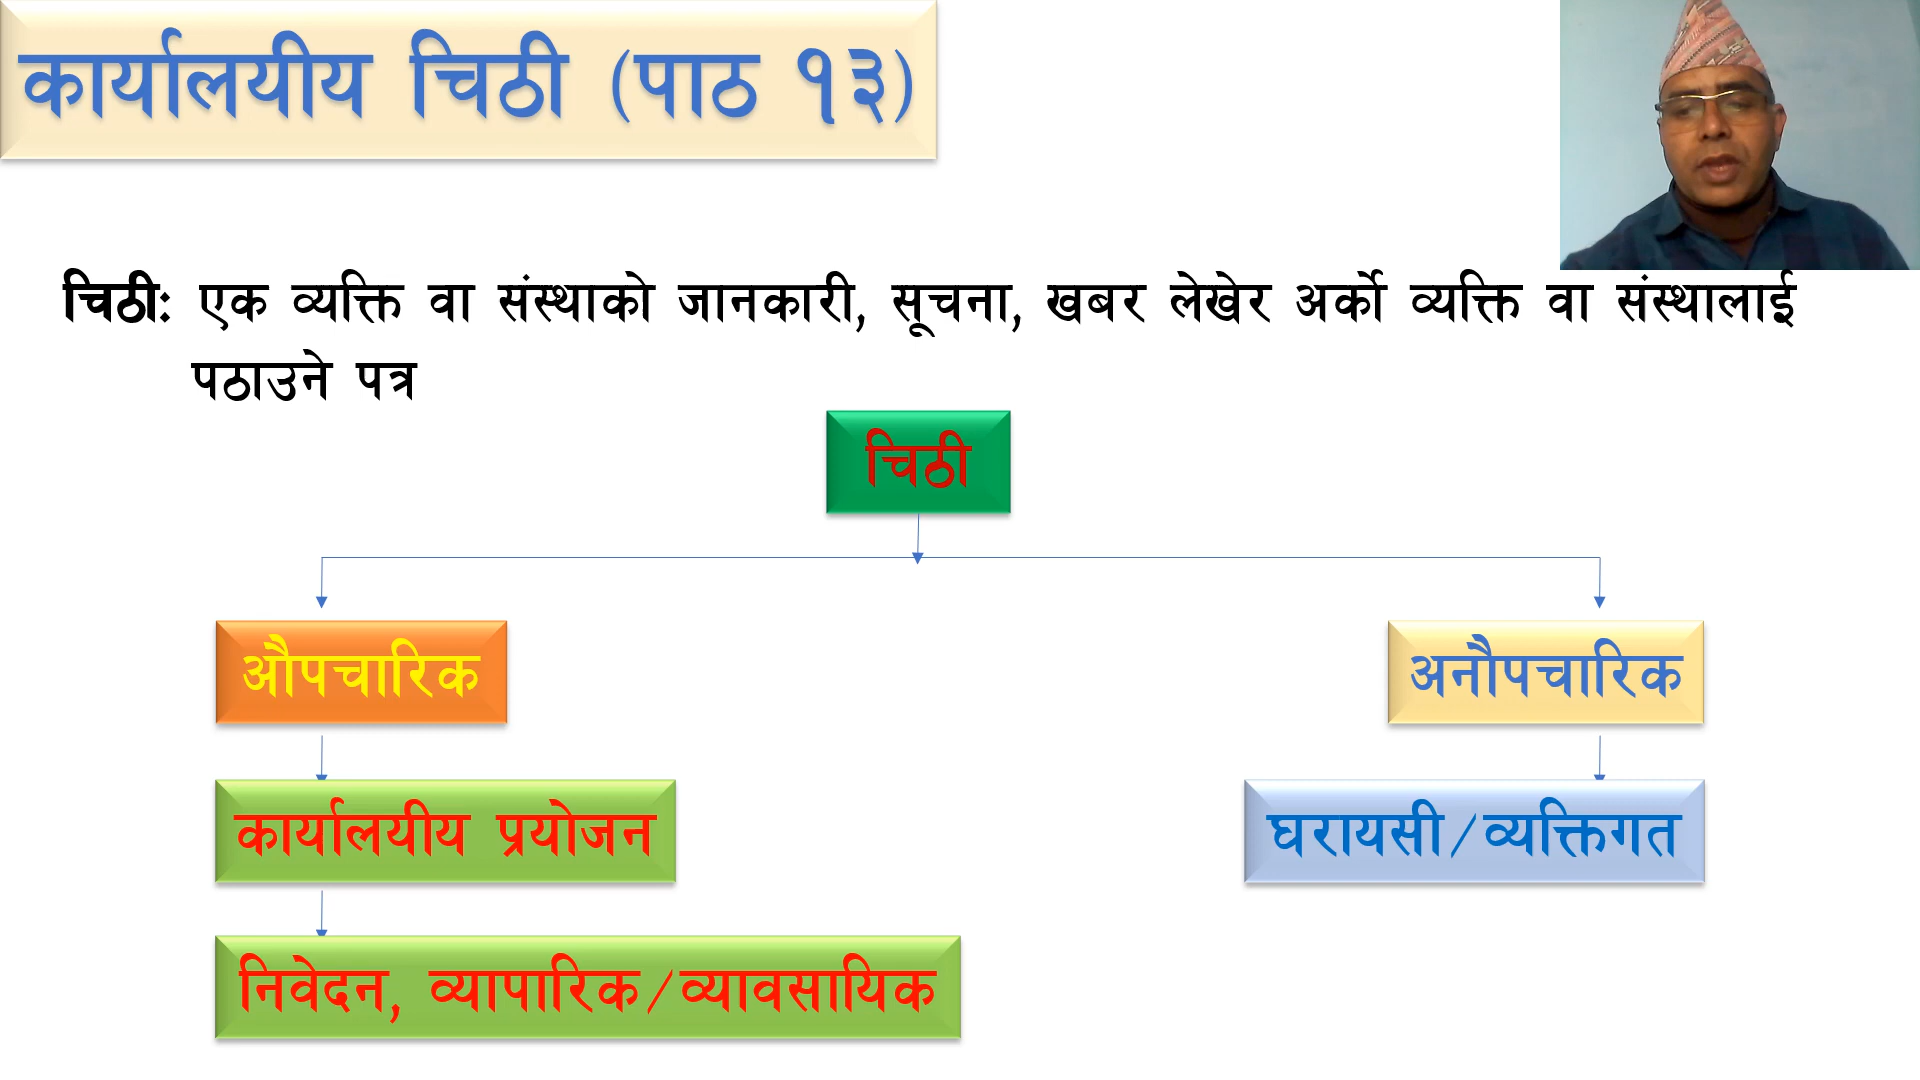 कार्यालयीय चिठी (पाठ १३)
चिठी: एक व्यक्ति वा संस्थाको जानकारी, सूचना, खबर लेखेर अर्को व्यक्ति वा संस्थालाई
पठाउने पत्र
चिठी
औपचारिक
अनौपचारिक
कार्यालयीय प्रयोजन
घरायसी/व्यक्तिगत
निवेदन, व्यापारिक/व्यावसायिक